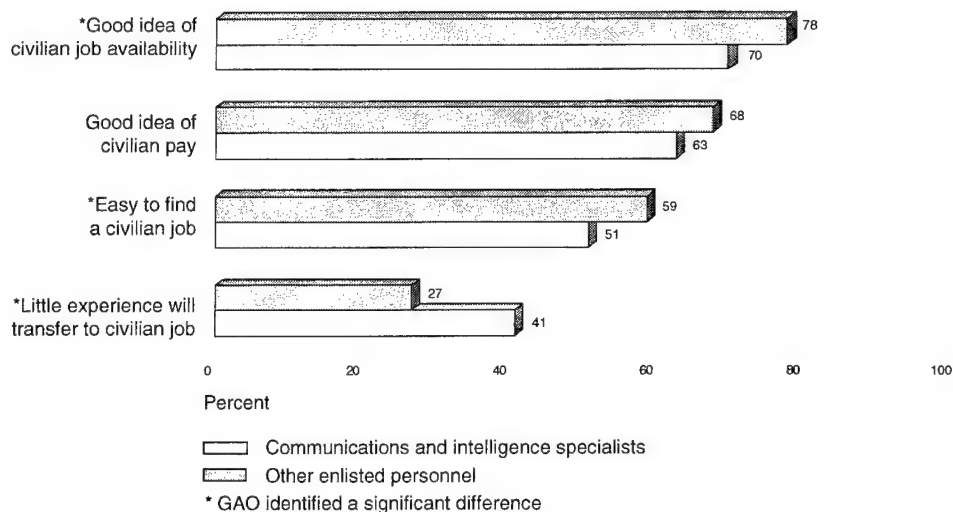 *Good idea of
civilian job availability
78
70
Good idea of
civilian pay
68
63
*Easy to find
a civilian job
59
51
*Little experience will
transfer to civilian job
27
41
0 20 40 60 80 100
Percent
Communications and intelligence specialists
Other enlisted personnel
* GAO identified a significant difference